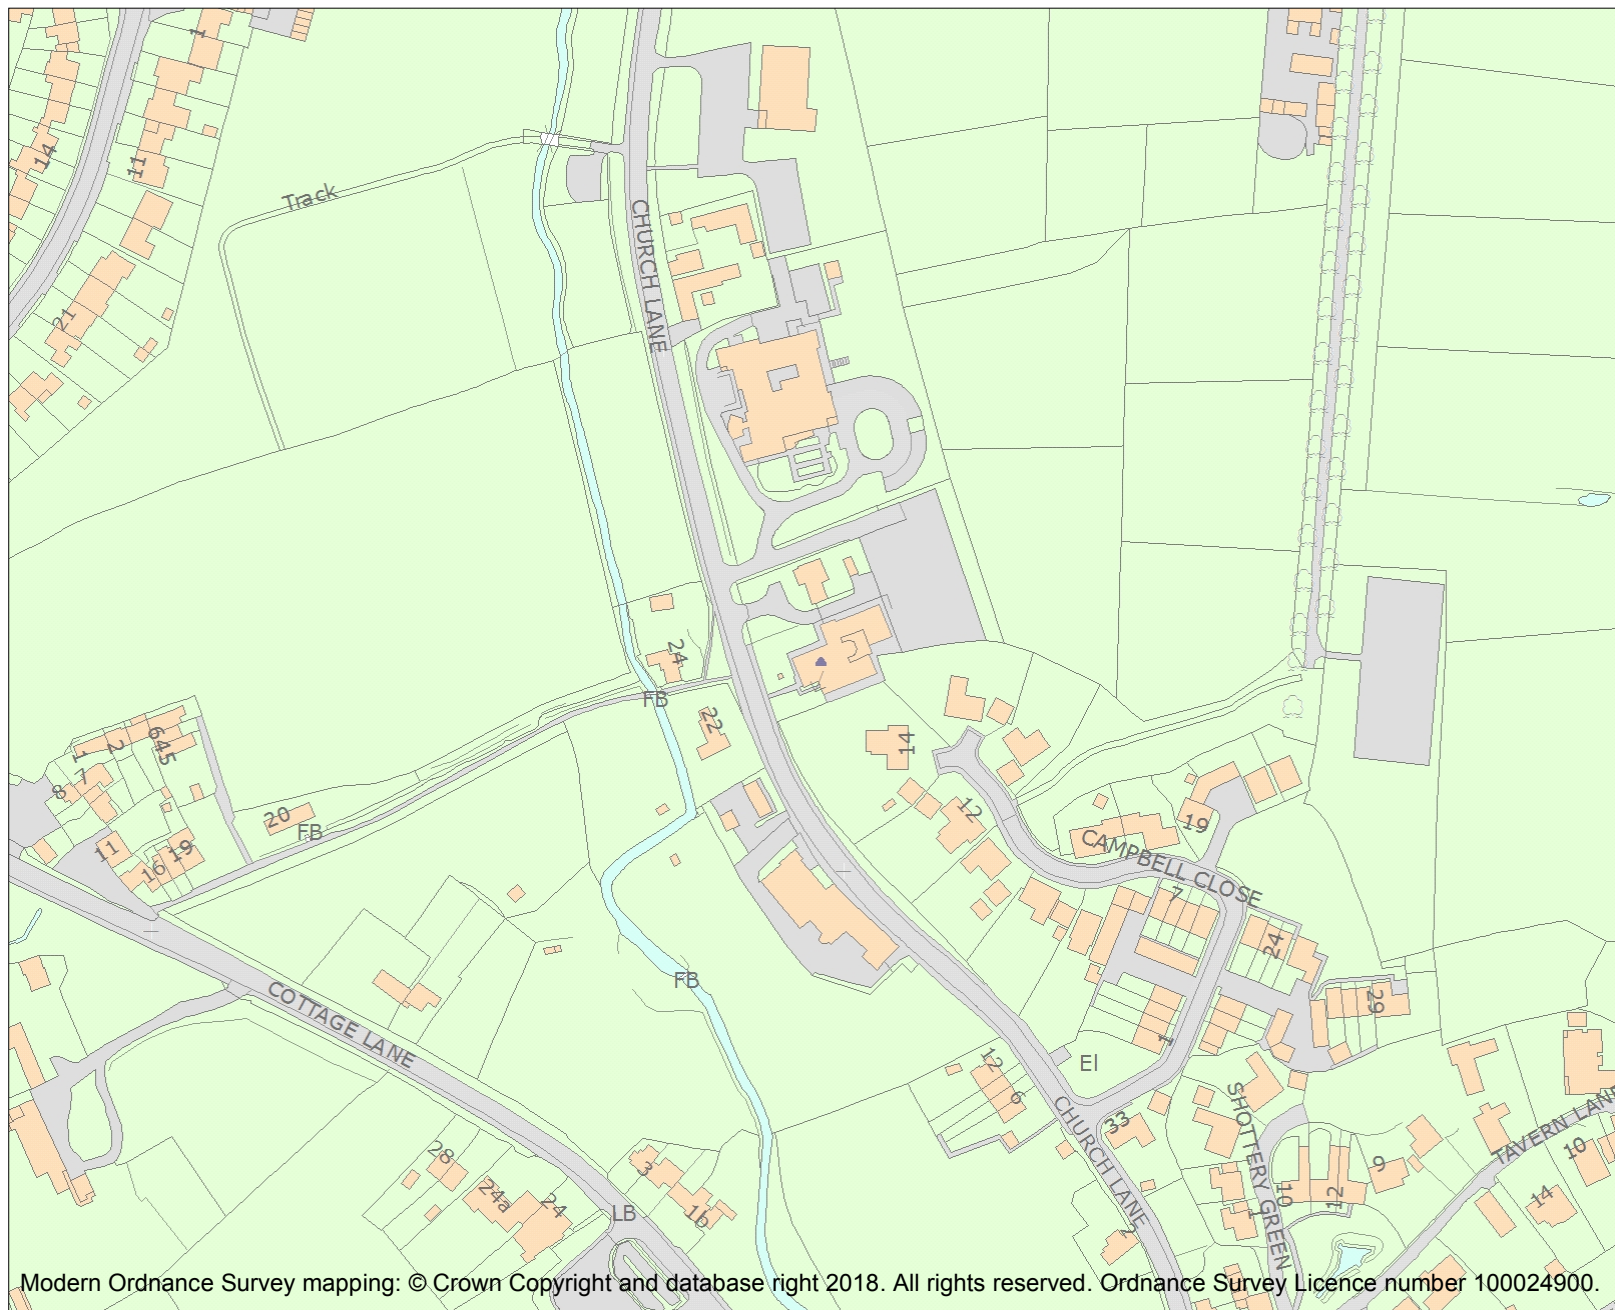 1
14
11
Track
CHURCH LANE
21
24
FB
22
14
1
2
645
7
8
20
FB
11
16
19
12
19
CAMPBELL CLOSE
7
24
29
FB
COTTAGE LANE
1
El
12
6
CHURCH LANE
33
SHOTTERY GREEN
TAVERN LANE
10
9
14
10
12
1
28
24a
24
3
1b
LB
2
Modern Ordnance Survey mapping: © Crown Copyright and database right 2018. All rights reserved. Ordnance Survey Licence number 100024900.